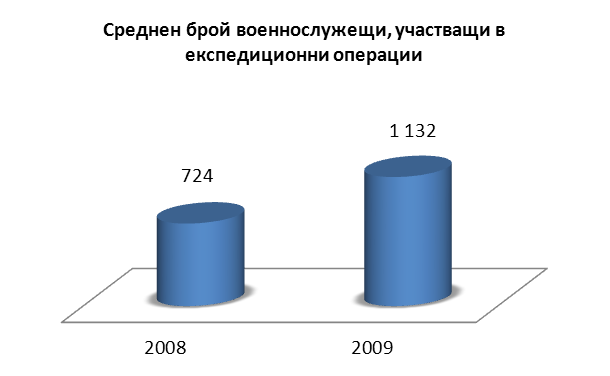 Среднен брой военнослужещи, участващи в
експедиционни операции
1 132
724
2008
2009